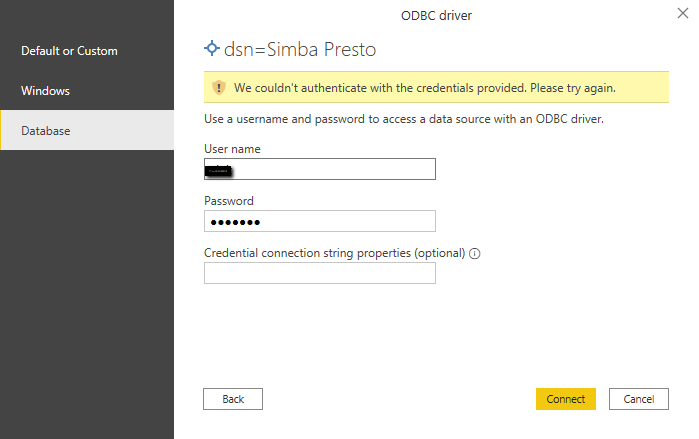 ODBC driver
Default or Custom
Windows
Database
dsn=Simba Presto
We couldn't authenticate with the credentials provided. Please try again.
Use a username and password to access a data source with an ODBC driver.
User name
Password
●●●●●●●
Credential connection string properties (optional)
Back
Connect
Cancel